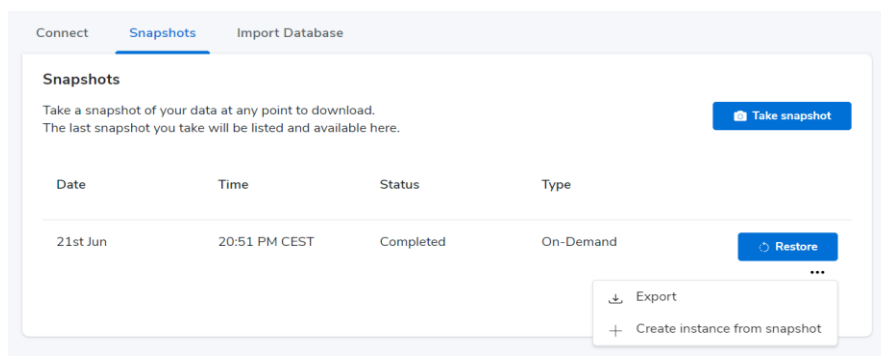 Connect Snapshots Import Database
Snapshots
Take a snapshot of your data at any point to download.
The last snapshot you take will be listed and available here.
Take snapshot
Date Time Status Type
21st Jun 20:51 PM CEST Completed On-Demand Restore
Export
Create instance from snapshot